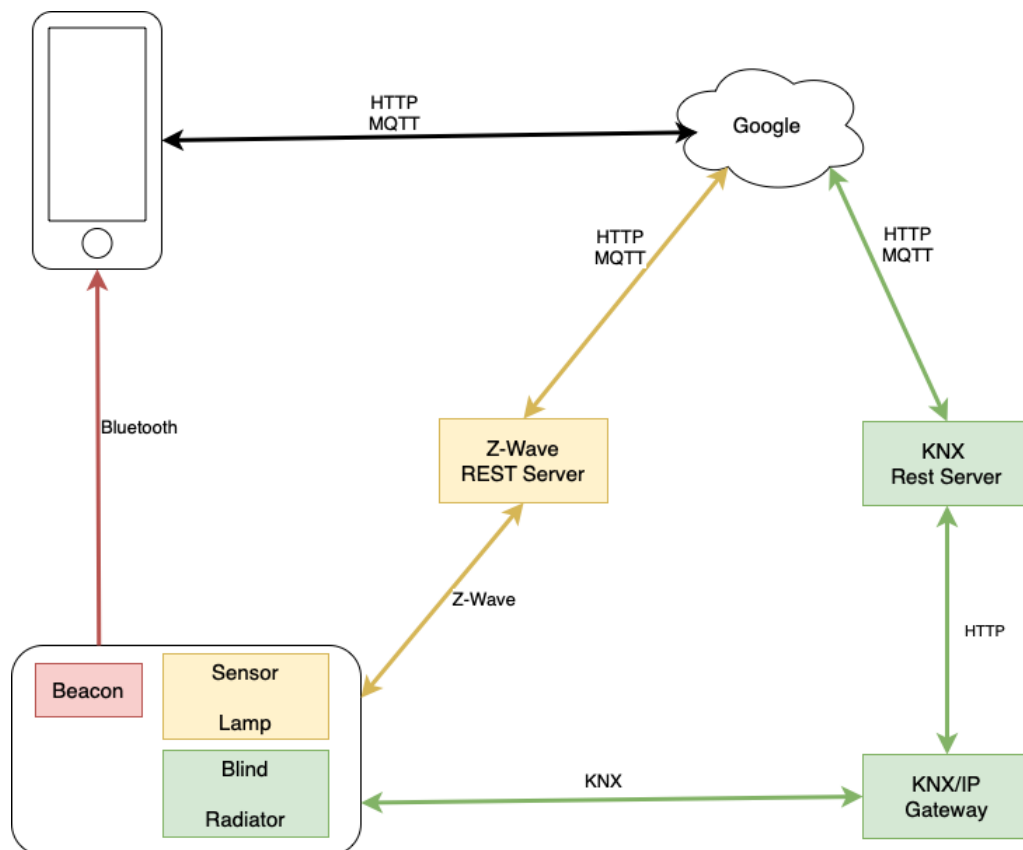 HTTP
MQTT
Google
HTTP
MQTT
HTTP
MQTT
Bluetooth
Z-Wave
REST Server
KNX
Rest Server
Z-Wave
HTTP
Beacon
Sensor
Lamp
Blind
Radiator
KNX
KNX/IP
Gateway